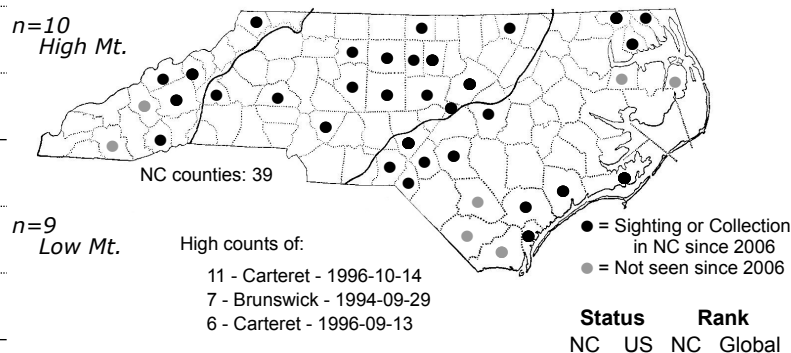 n=10
High Mt.
NC counties: 39
n=9
Low Mt.
High counts of:
11 - Carteret - 1996-10-14
7 - Brunswick - 1994-09-29
6 - Carteret - 1996-09-13
= Sighting or Collection
in NC since 2006
= Not seen since 2006
Status Rank
NC US NC Global